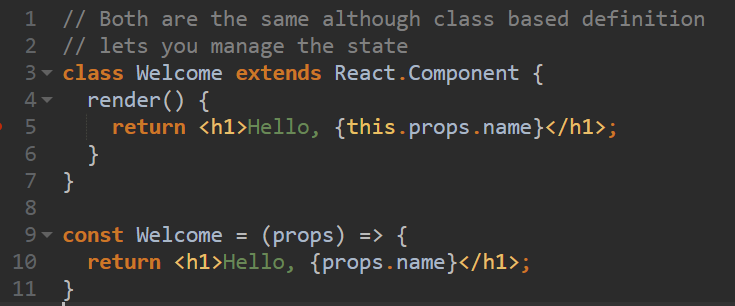 1 // Both are the same although class based definition
2 // lets you manage the state
3 class Welcome extends React.Component {
4   render() {
5     return <h1>Hello, {this.props.name}</h1>;
6   }
7 }
8
9 const Welcome = (props) => {
10   return <h1>Hello, {props.name}</h1>;
11 }